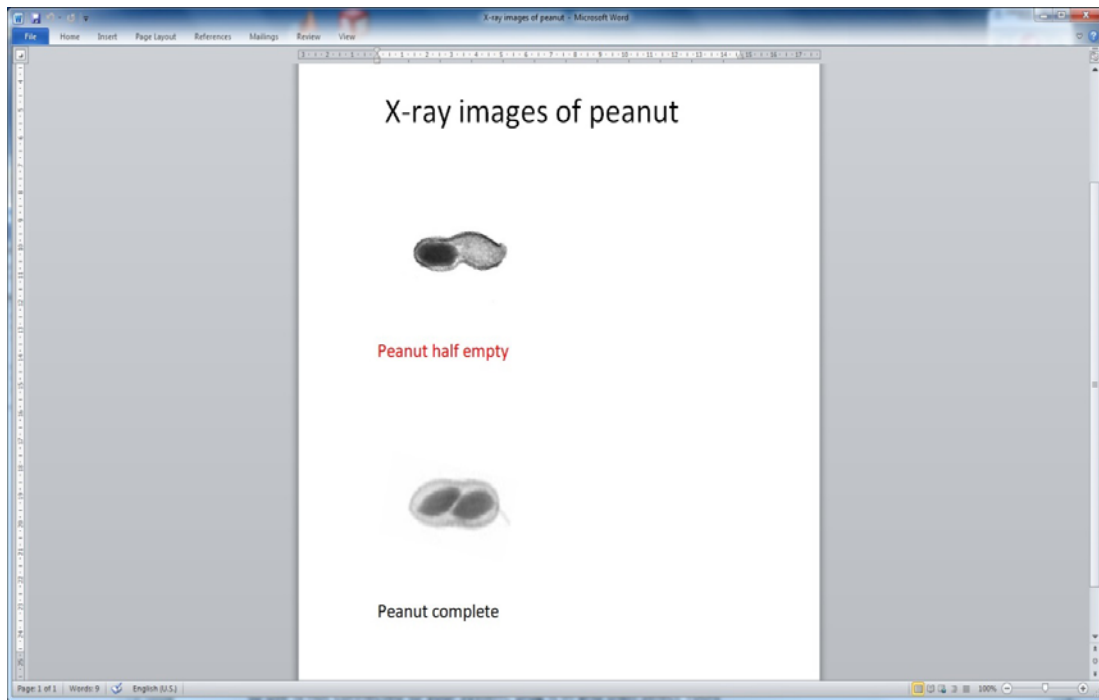 X-ray images of peanut - Microsoft Word
File Home Insert Page Layout References Mailings Review View
X-ray images of peanut
Peanut half empty
Peanut complete
Page: 1 of 1 Words: 9 English (U.S.) 100%